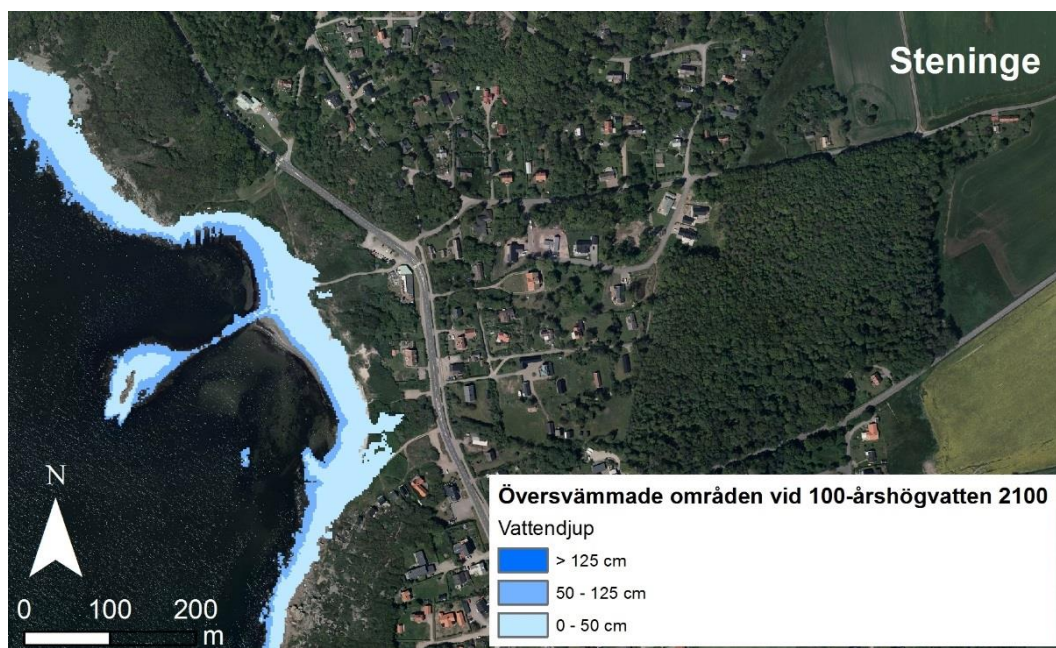 Steninge
N
0 100 200
m
Översvämmade områden vid 100-årshögvatten 2100
Vattendjup
> 125 cm
50 - 125 cm
0 - 50 cm